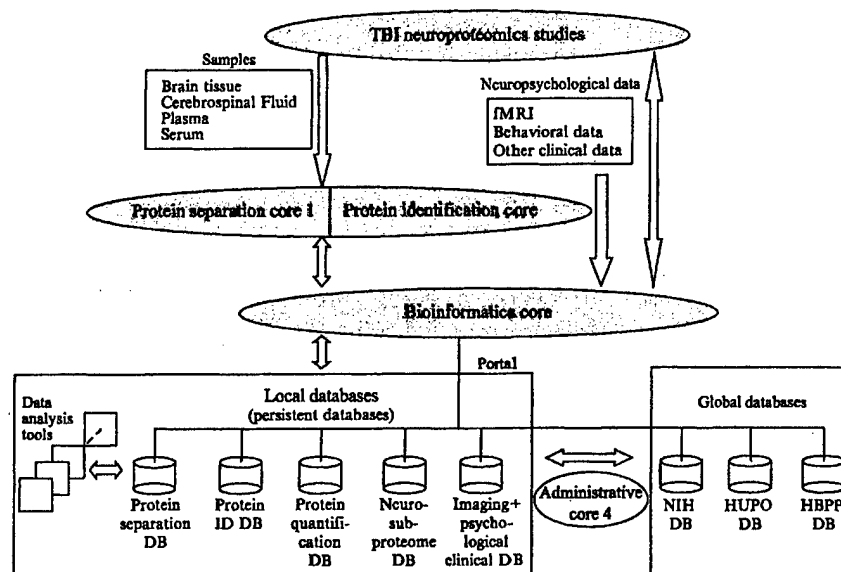 TBI neuroproteomics studies
Samples
Brain tissue
Cerebrospinal Fluid
Plasma
Serum
Neuropsychological data
fMRI
Behavioral data
Other clinical data
Protein separation core 1
Protein identification core
Bioinformatica core
Portal
Local databases
(persistent databases)
Data
analysis
tools
Global databases
Protein
separation
DB
Protein
ID DB
Protein
quantifi-
cation
DB
Neuro-
sub-
proteome
DB
Imaging+
psycho-
logical
clinical DB
Administrative
core 4
NIH
DB
HUPO
DB
HBPP
DB